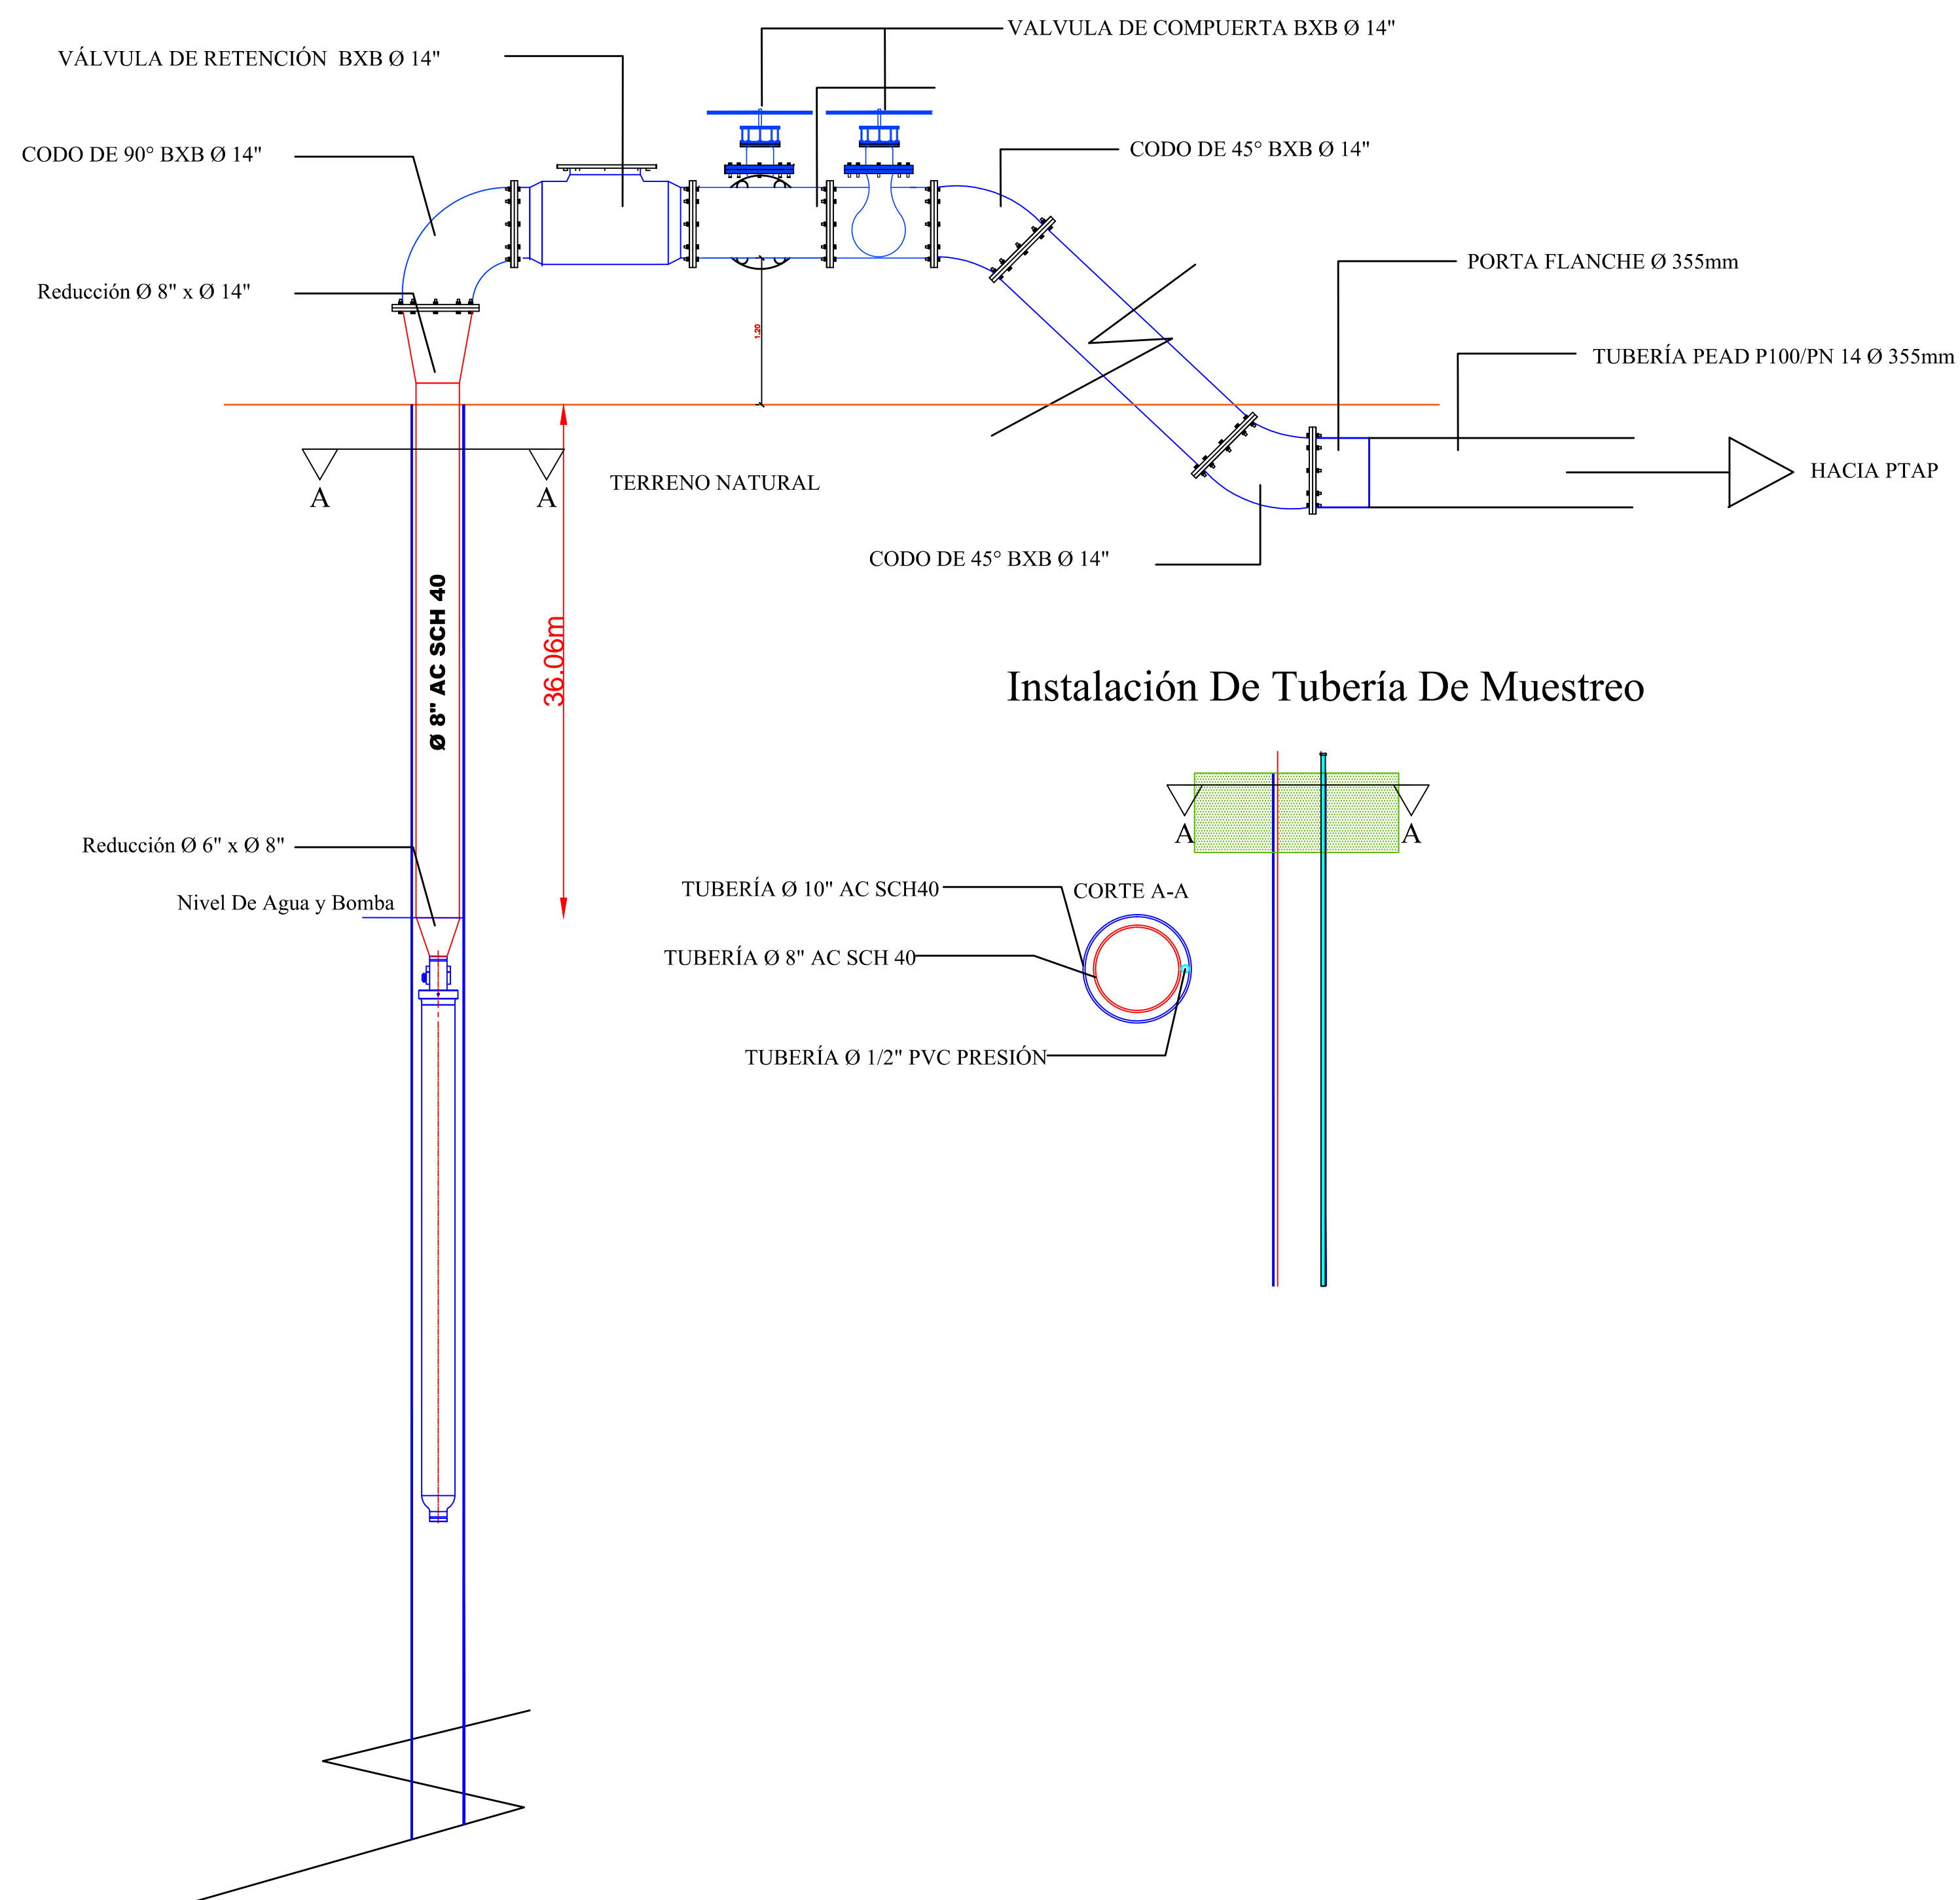 VALVULA DE COMPUERTA BXB Ø 14"
VÁLVULA DE RETENCIÓN BXB Ø 14"
CODO DE 90° BXB Ø 14"
CODO DE 45° BXB Ø 14"
PORTA FLANCHE Ø 355mm
Reducción Ø 8" x Ø 14"
1.20
TUBERÍA PEAD P100/PN 14 Ø 355mm
HACIA PTAP
TERRENO NATURAL
A
A
CODO DE 45° BXB Ø 14"
Ø 8" AC SCH 40
36.06m
Instalación De Tubería De Muestreo
A
A
Reducción Ø 6" x Ø 8"
Nivel De Agua y Bomba
TUBERÍA Ø 10" AC SCH40
CORTE A-A
TUBERÍA Ø 8" AC SCH 40
TUBERÍA Ø 1/2" PVC PRESIÓN